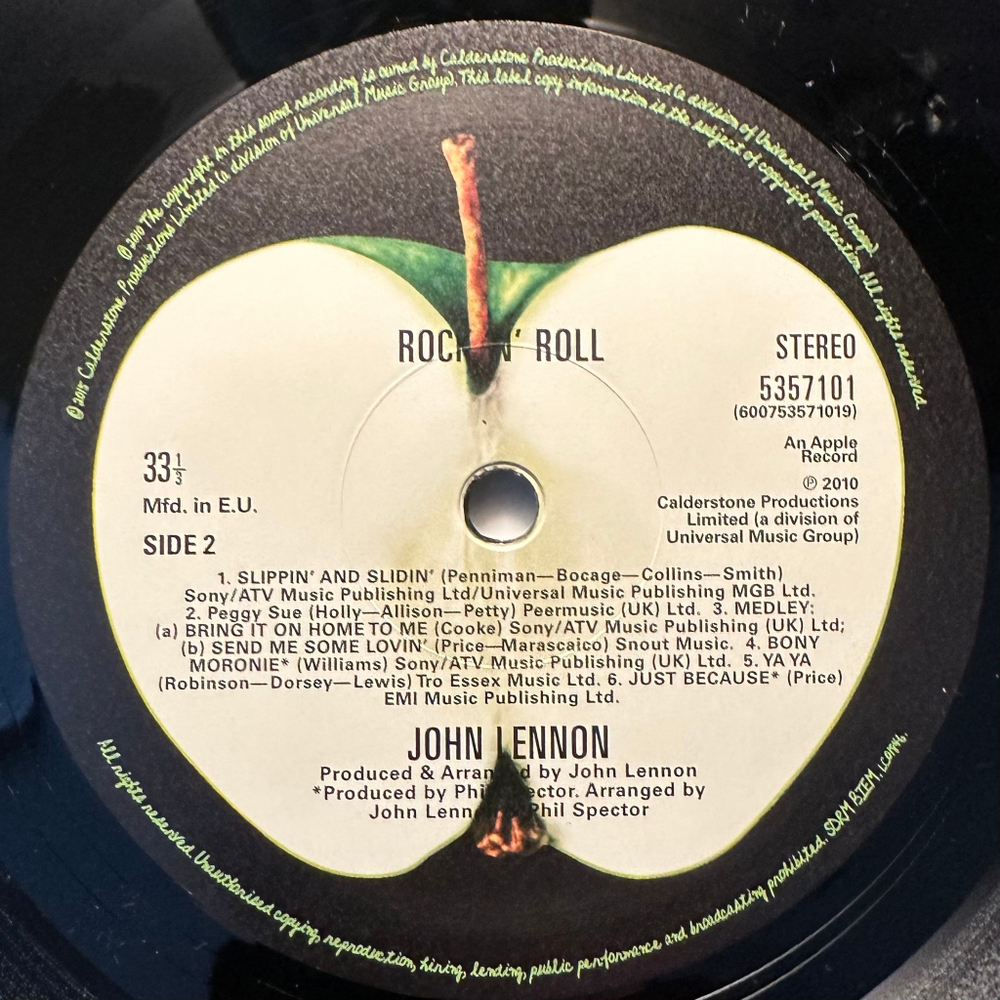 ℗2010 The copyright in this sound recording is owned by Calderstone Productions Limited (a division of Universal Music Group).
©2015 Calderstone Productions Limited (a division of Universal Music Group). This label copy information is the subject of copyright protection. All rights reserved.
ROCKIN' ROLL
STEREO
5357101
(600753571019)
An Apple
Record
℗ 2010
Calderstone Productions
Limited (a division of
Universal Music Group)
33⅓
Mfd. in E.U.
SIDE 2
1. SLIPPIN' AND SLIDIN' (Penniman—Bocage—Collins—Smith)
Sony/ATV Music Publishing Ltd/Universal Music Publishing MGB Ltd.
2. Peggy Sue (Holly—Allison—Petty) Peermusic (UK) Ltd. 3. MEDLEY:
(a) BRING IT ON HOME TO ME (Cooke) Sony/ATV Music Publishing (UK) Ltd;
(b) SEND ME SOME LOVIN' (Price—Marascaico) Snout Music. 4. BONY
MORONIE* (Williams) Sony/ATV Music Publishing (UK) Ltd. 5. YA YA
(Robinson—Dorsey—Lewis) Tro Essex Music Ltd. 6. JUST BECAUSE* (Price)
EMI Music Publishing Ltd.
JOHN LENNON
Produced & Arranged by John Lennon
*Produced by Phil Spector. Arranged by
John Lennon & Phil Spector
All rights reserved. Unauthorised copying, reproduction, hiring, lending, public performance and broadcasting prohibited. SDRM BIEM, LC01846.